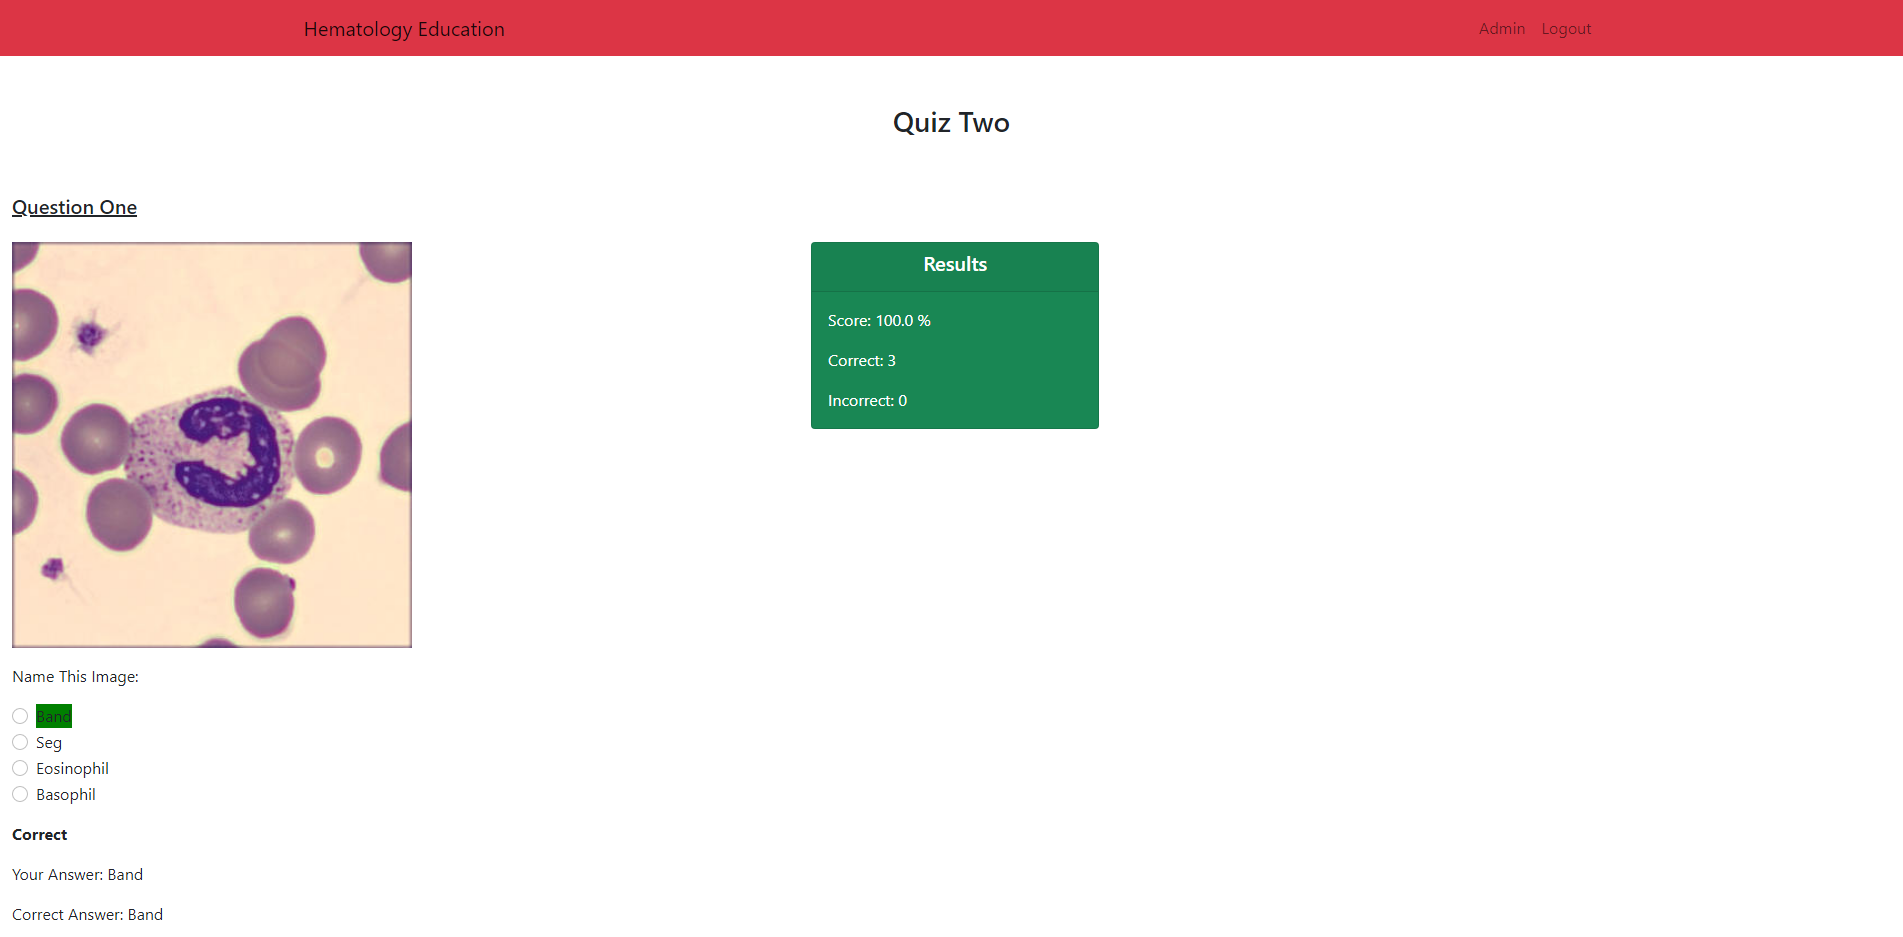 Hematology Education
Admin Logout
Quiz Two
Question One
Results
Score: 100.0 %
Correct: 3
Incorrect: 0
Name This Image:
Band
Seg
Eosinophil
Basophil
Correct
Your Answer: Band
Correct Answer: Band